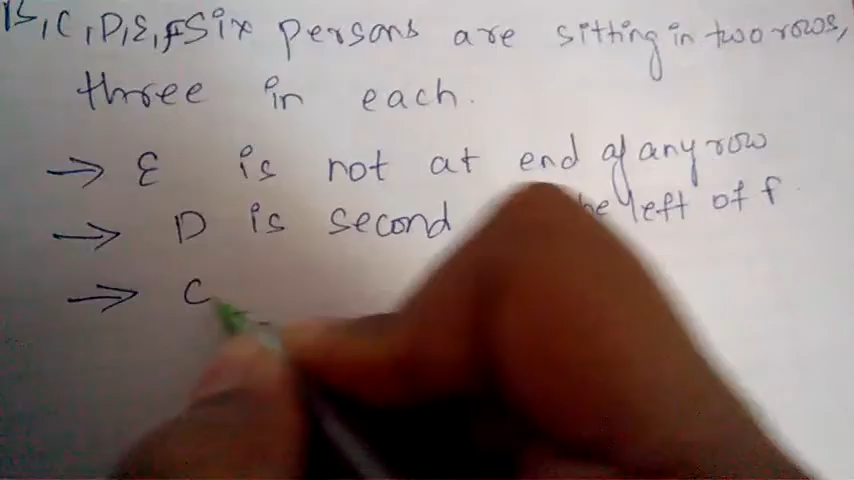 B,C,D,E,F Six persons are sitting in two rows,
three in each.
→ E is not at end of any row
→ D is second the left of f.
→ C